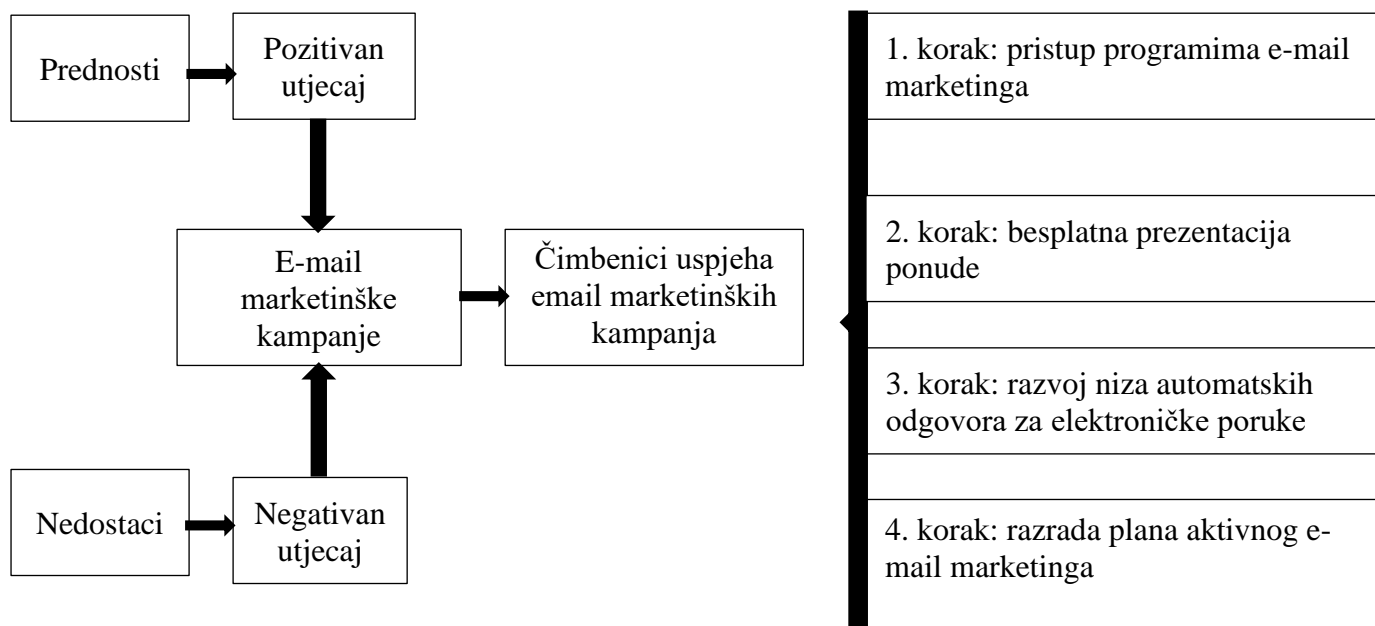 Prednosti
Pozitivan
utjecaj
E-mail
marketinške
kampanje
Čimbenici uspjeha
email marketinških
kampanja
Nedostaci
Negativan
utjecaj
1. korak: pristup programima e-mail
marketinga
2. korak: besplatna prezentacija
ponude
3. korak: razvoj niza automatskih
odgovora za elektroničke poruke
4. korak: razrada plana aktivnog e-
mail marketinga